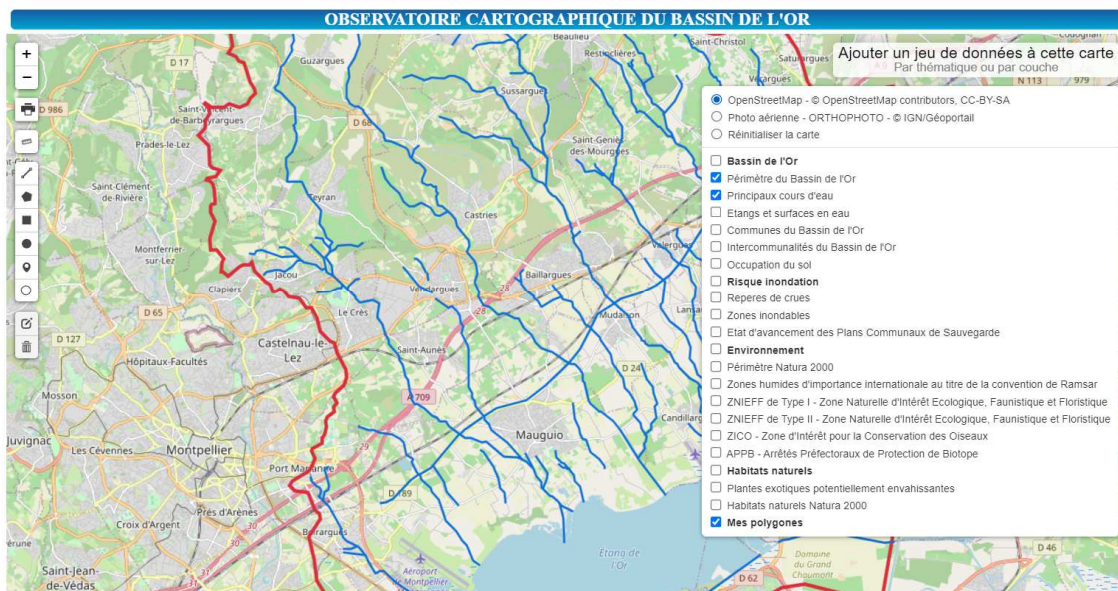 OBSERVATOIRE CARTOGRAPHIQUE DU BASSIN DE L'OR
Ajouter un jeu de données à cette carte
Par thématique ou par couche
OpenStreetMap - © OpenStreetMap contributors, CC-BY-SA
Photo aérienne - ORTHOPHOTO - © IGN/Géoportail
Réinitialiser la carte
Bassin de l'Or
Périmètre du Bassin de l'Or
Principaux cours d'eau
Etangs et surfaces en eau
Communes du Bassin de l'Or
Intercommunalités du Bassin de l'Or
Occupation du sol
Risque inondation
Reperes de crues
Zones inondables
Etat d'avancement des Plans Communaux de Sauvegarde
Environnement
Périmètre Natura 2000
Zones humides d'importance internationale au titre de la convention de Ramsar
ZNIEFF de Type I - Zone Naturelle d'Intérêt Ecologique, Faunistique et Floristique
ZNIEFF de Type II - Zone Naturelle d'Intérêt Ecologique, Faunistique et Floristique
ZICO - Zone d'Intérêt pour la Conservation des Oiseaux
APPB - Arrêtés Préfectoraux de Protection de Biotope
Habitats naturels
Plantes exotiques potentiellement envahissantes
Habitats naturels Natura 2000
Mes polygones
+
−
Beaulieu
Saint-Christol
D 17
Guzargues
Restinclières
Vérargues
N 113
979
Sussargues
D 986
Saint-Vincent-
de-Barbeyrargues
D 68
Prades-le-Lez
Saint-Geniès
des-Mourgues
Saint-Clément-
de-Rivière
Teyran
Castries
Montferrier-
sur-Lez
Valergues
Jacou
Baillargues
Clapiers
Vendargues
28
28
D 65
Le Crès
Mudaison
Castelnau-le-
Lez
Saint-Aunès
D 127
Hôpitaux-Facultés
D 24
Mosson
A 709
Candillarg
Juvignac
Les Cévennes
Montpellier
29
Mauguio
Port Marianne
D 189
Prés d'Arènes
Croix d'Argent
30
31
Étang de
l'Or
D 46
Saint-Jean-
de-Védas
Aéroport
de Montpellier
Domaine
du Grand
Chaumont
D 62